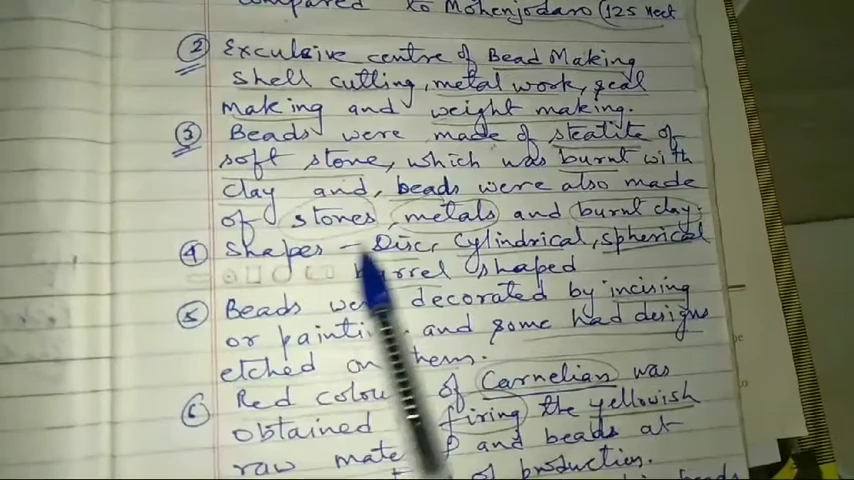 compared to Mohenjodaro (125 Hect
② Exculsive centre of Bead Making
Shell cutting, metal work, seal
making and weight making.
③ Beads were made of steatite of
soft stone, which was burnt with
clay and, beads were also made
of stones, metals and burnt clay.
④ Shapes - Disc, Cylindrical, spherical
barrel shaped
⑤ Beads were decorated by incising
or painting and some had designs
etched on them.
⑥ Red colour of Carnelian was
obtained firing the yellowish
raw and beads at
of production.